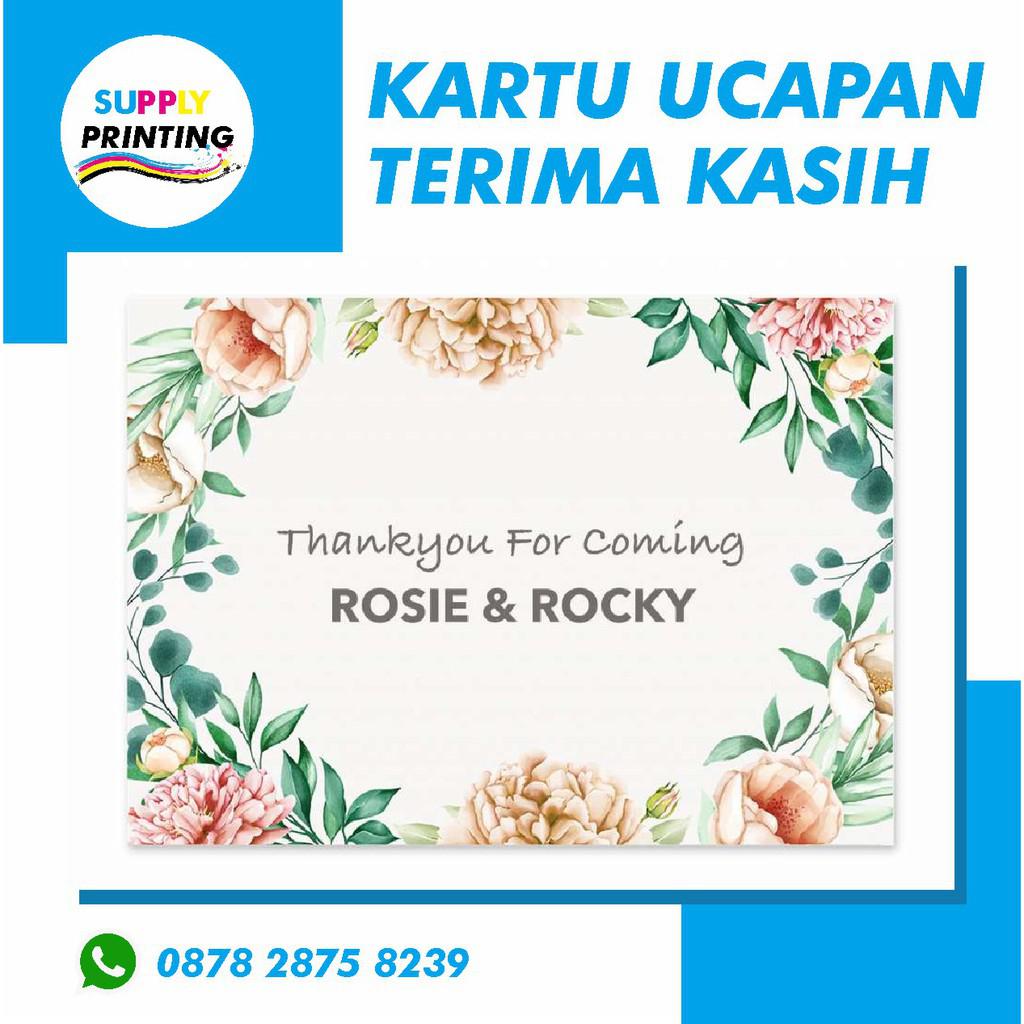 SUPPLY
PRINTING
KARTU UCAPAN
TERIMA KASIH
Thankyou For Coming
ROSIE & ROCKY
0878 2875 8239